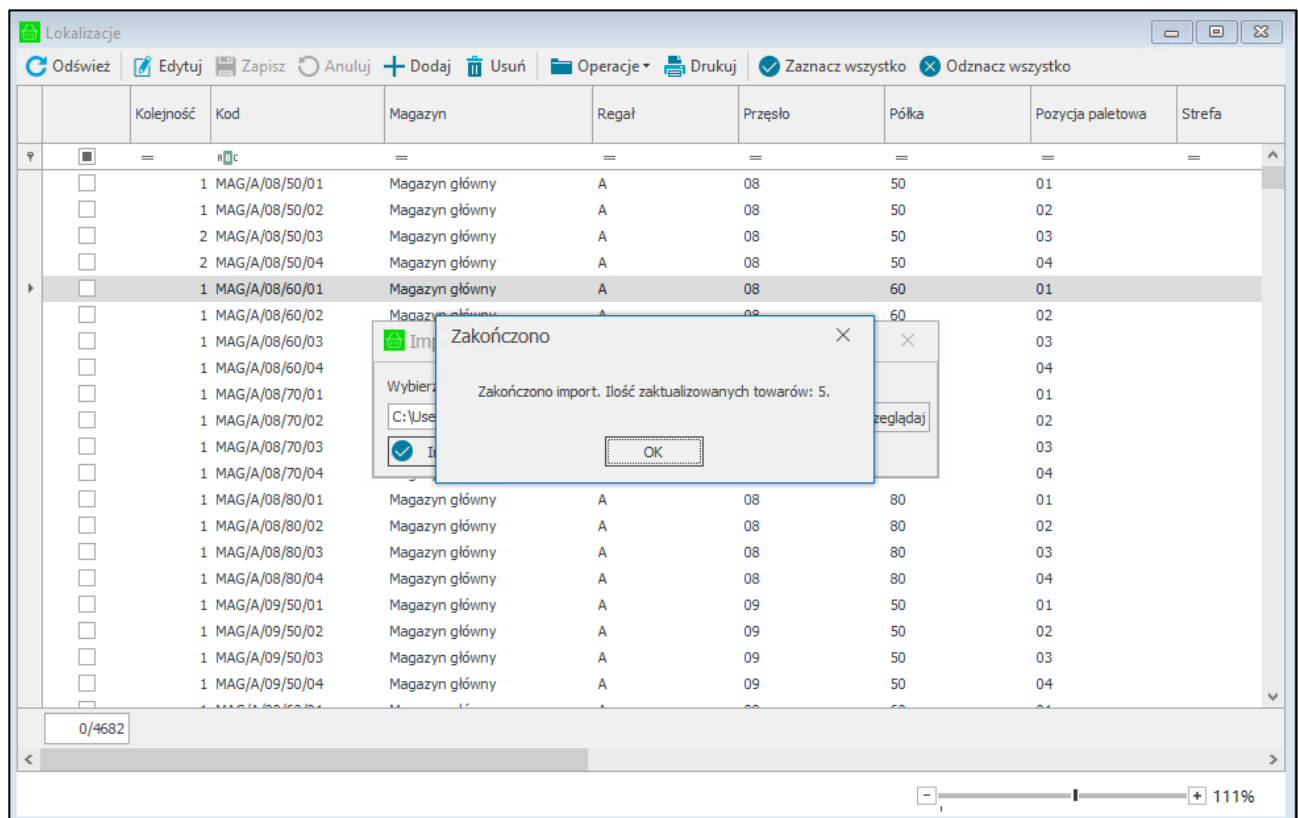 Lokalizacje
Odśwież Edytuj Zapisz Anuluj Dodaj Usuń Operacje Drukuj Zaznacz wszystko Odznacz wszystko
Kolejność Kod Magazyn Regał Przęsło Półka Pozycja paletowa Strefa
= ABC = = = = = =
1 MAG/A/08/50/01 Magazyn główny A 08 50 01
1 MAG/A/08/50/02 Magazyn główny A 08 50 02
2 MAG/A/08/50/03 Magazyn główny A 08 50 03
2 MAG/A/08/50/04 Magazyn główny A 08 50 04
1 MAG/A/08/60/01 Magazyn główny A 08 60 01
1 MAG/A/08/60/02 60 02
1 MAG/A/08/60/03 03
1 MAG/A/08/60/04 04
1 MAG/A/08/70/01 01
1 MAG/A/08/70/02 02
1 MAG/A/08/70/03 03
1 MAG/A/08/70/04 04
Zakończono
Zakończono import. Ilość zaktualizowanych towarów: 5.
OK
C:\Use
1 MAG/A/08/80/01 Magazyn główny A 08 80 01
1 MAG/A/08/80/02 Magazyn główny A 08 80 02
1 MAG/A/08/80/03 Magazyn główny A 08 80 03
1 MAG/A/08/80/04 Magazyn główny A 08 80 04
1 MAG/A/09/50/01 Magazyn główny A 09 50 01
1 MAG/A/09/50/02 Magazyn główny A 09 50 02
1 MAG/A/09/50/03 Magazyn główny A 09 50 03
1 MAG/A/09/50/04 Magazyn główny A 09 50 04
0/4682
111%